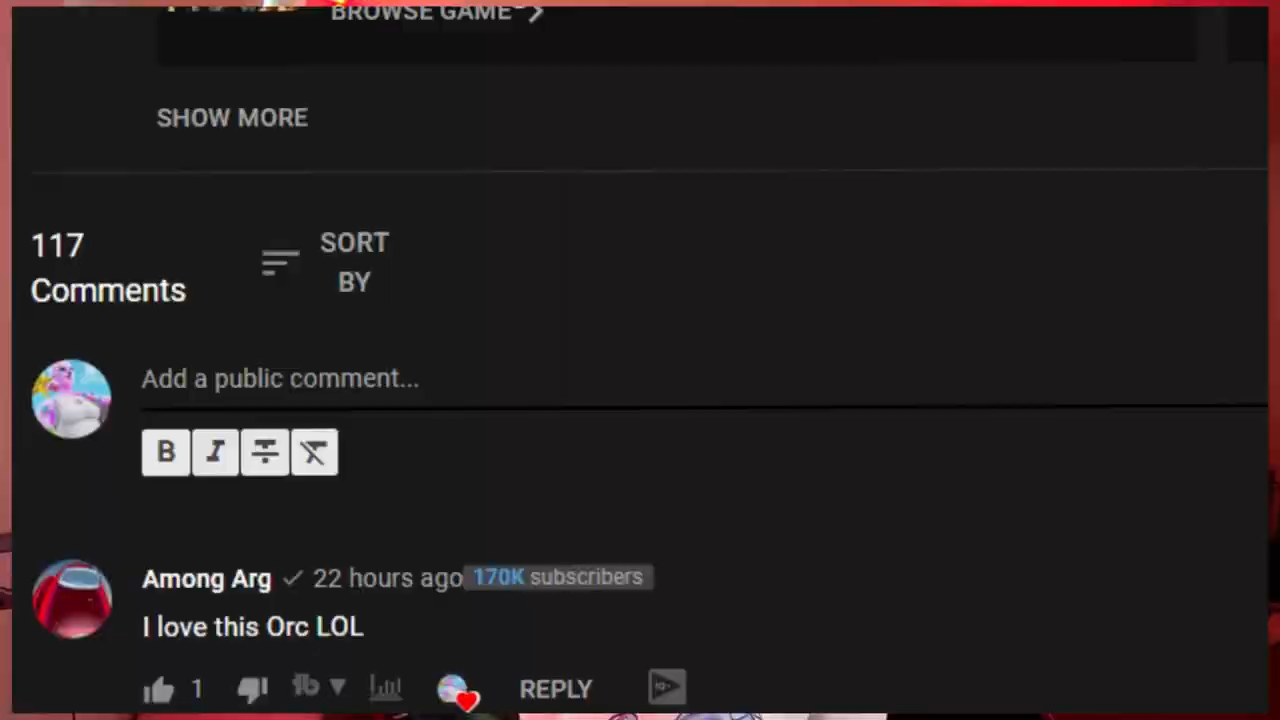 BROWSE GAME
SHOW MORE
117
Comments
SORT
BY
Add a public comment...
B I T T
Among Arg 22 hours ago 170K subscribers
I love this Orc LOL
1 tb REPLY